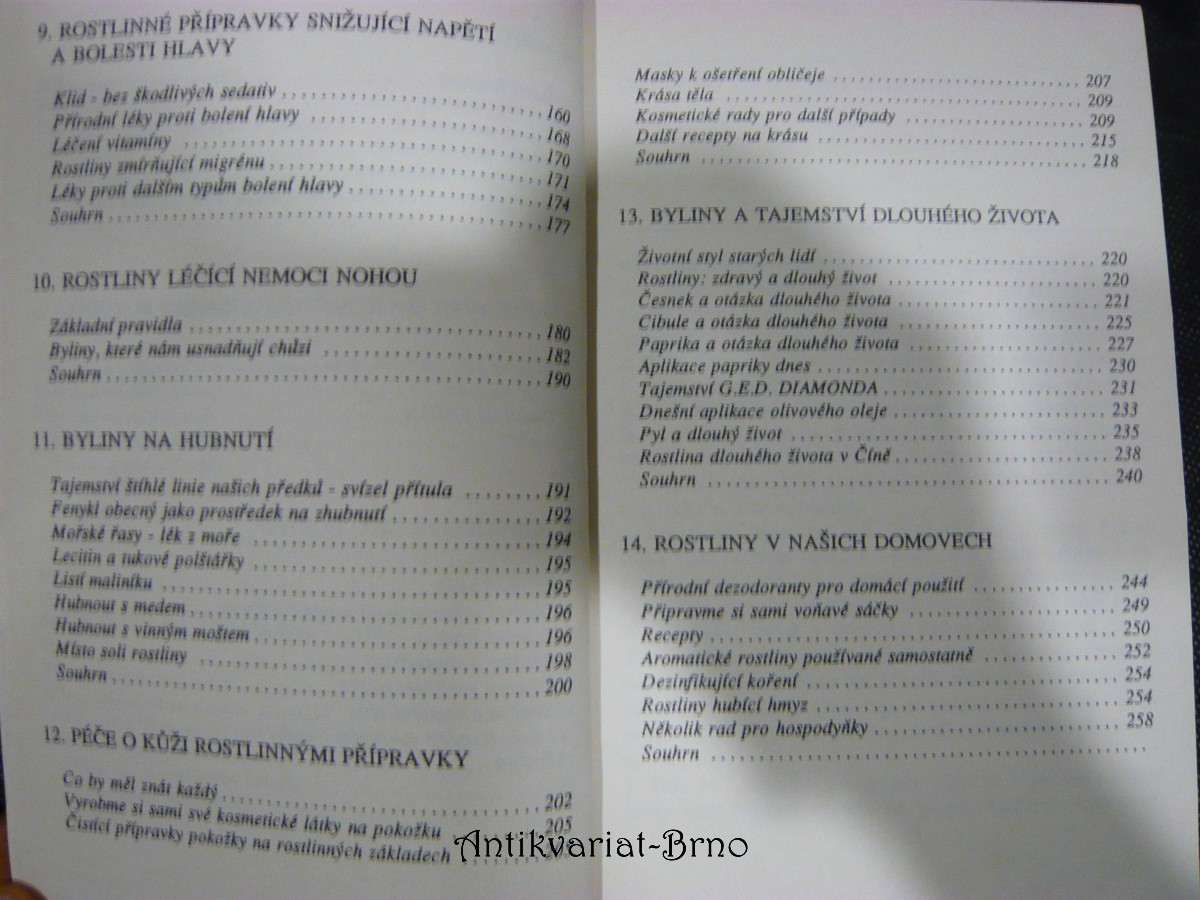 9. ROSTLINNÉ PŘÍPRAVKY SNIŽUJÍCÍ NAPĚTÍ
A BOLESTI HLAVY
Klid - bez škodlivých sedativ 160
Přírodní léky proti bolení hlavy 168
Léčení vitamíny 170
Rostliny zmírňující migrénu 171
Léky proti dalším typům bolení hlavy 174
Souhrn 177
10. ROSTLINY LÉČÍCÍ NEMOCI NOHOU
Základní pravidla 180
Byliny, které nám usnadňují chůzi 182
Souhrn 190
11. BYLINY NA HUBNUTÍ
Tajemství štíhlé linie našich předků - svízel přítula 191
Fenykl obecný jako prostředek na zhubnutí 192
Mořské řasy - lék z moře 194
Lecitin a tukové polštářky 195
Listí maliníku 195
Hubnout s medem 196
Hubnout s vinným moštem 196
Místo soli rostliny 198
Souhrn 200
12. PÉČE O KŮŽI ROSTLINNÝMI PŘÍPRAVKY
Co by měl znát každý 202
Vyrobme si sami své kosmetické látky na pokožku 205
Čistící přípravky pokožky na rostlinných základech
Masky k ošetření obličeje 207
Krása těla 209
Kosmetické rady pro další případy 209
Další recepty na krásu 215
Souhrn 218
13. BYLINY A TAJEMSTVÍ DLOUHÉHO ŽIVOTA
Životní styl starých lidí 220
Rostliny: zdravý a dlouhý život 220
Česnek a otázka dlouhého života 221
Cibule a otázka dlouhého života 225
Paprika a otázka dlouhého života 227
Aplikace papriky dnes 230
Tajemství G.E.D. DIAMONDA 231
Dnešní aplikace olivového oleje 233
Pyl a dlouhý život 235
Rostlina dlouhého života v Číně 238
Souhrn 240
14. ROSTLINY V NAŠICH DOMOVECH
Přírodní dezodoranty pro domácí použití 244
Připravme si sami voňavé sáčky 249
Recepty 250
Aromatické rostliny používané samostatně 252
Dezinfikující koření 254
Rostliny hubící hmyz 254
Několik rad pro hospodyňky 258
Souhrn
Antikvariat-Brno